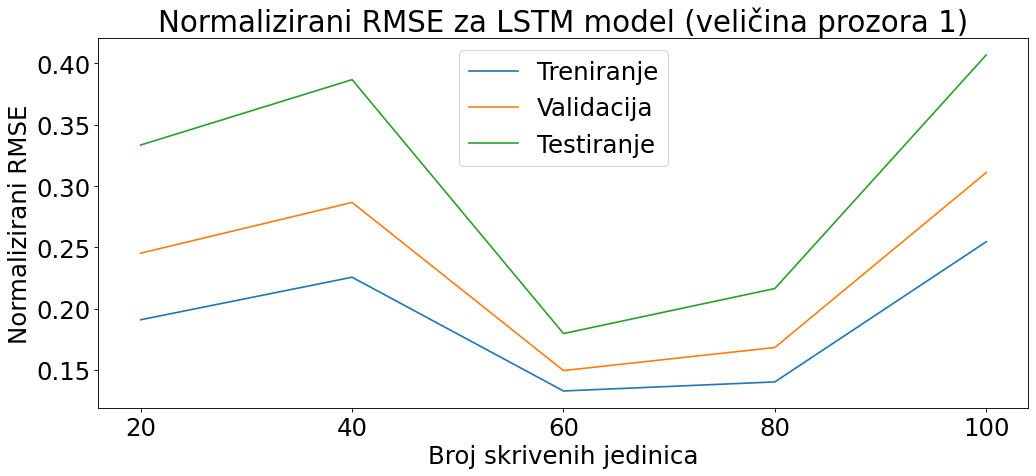 Normalizirani RMSE za LSTM model (veličina prozora 1)
Normalizirani RMSE
0.40
0.35
0.30
0.25
0.20
0.15
Treniranje
Validacija
Testiranje
20 40 60 80 100
Broj skrivenih jedinica